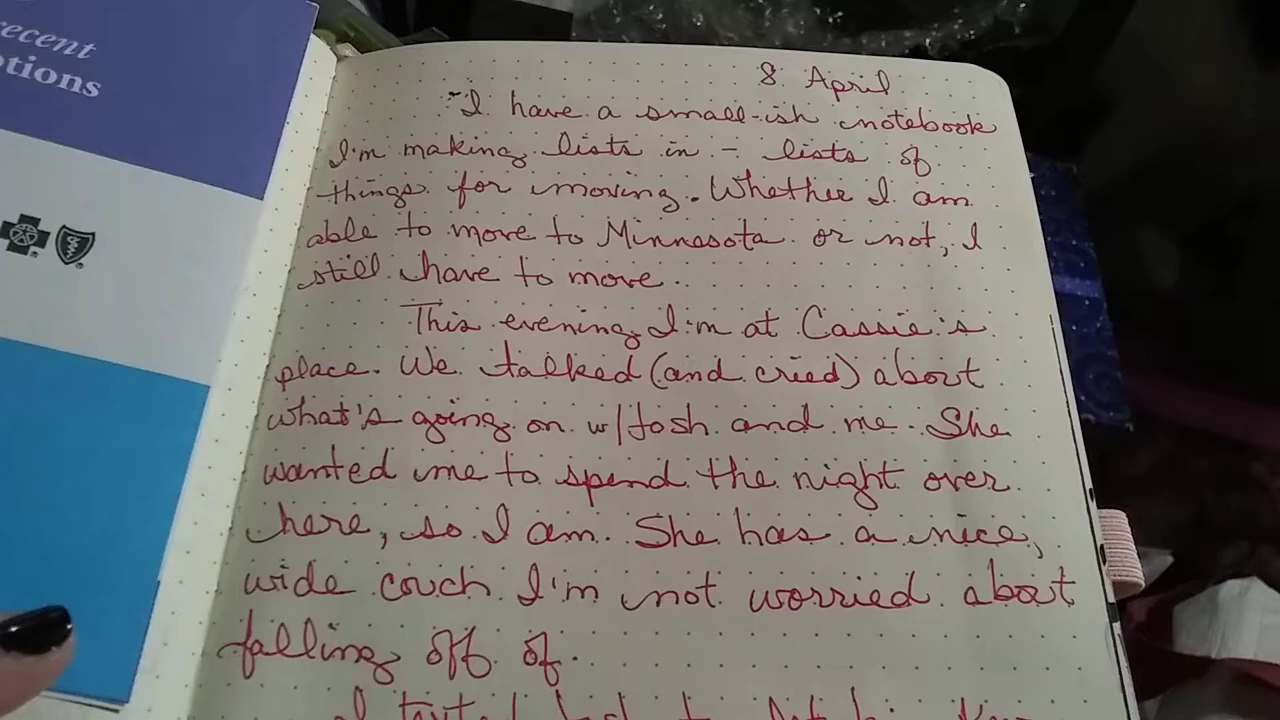 recent
8 April
I have a small-ish notebook
I'm making lists in - lists of
things for moving. Whether I am
able to move to Minnesota or not, I
still have to move.
This evening I'm at Cassie's
place. We talked (and cried) about
what's going on w/Josh and me. She
wanted me to spend the night over
here, so I am. She has a nice,
wide couch I'm not worried about
falling off of.